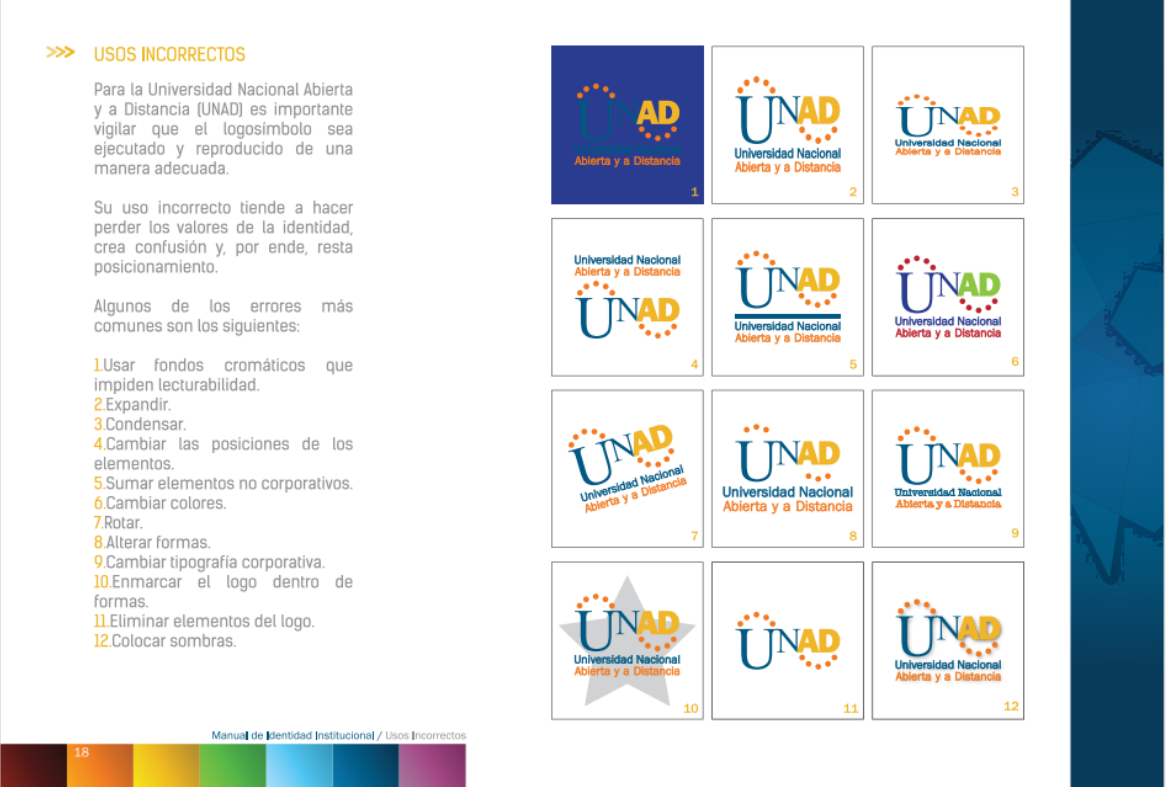 >>> USOS INCORRECTOS
Para la Universidad Nacional Abierta
y a Distancia (UNAD) es importante
vigilar que el logosímbolo sea
ejecutado y reproducido de una
manera adecuada.
Su uso incorrecto tiende a hacer
perder los valores de la identidad,
crea confusión y, por ende, resta
posicionamiento.
Algunos de los errores más
comunes son los siguientes:
1.Usar fondos cromáticos que
impiden lecturabilidad.
2.Expandir.
3.Condensar.
4.Cambiar las posiciones de los
elementos.
5.Sumar elementos no corporativos.
6.Cambiar colores.
7.Rotar.
8.Alterar formas.
9.Cambiar tipografía corporativa.
10.Enmarcar el logo dentro de
formas.
11.Eliminar elementos del logo.
12.Colocar sombras.
Manual de Identidad Institucional / Usos Incorrectos
18
UNAD
Universidad Nacional
Abierta y a Distancia
1
UNAD
Universidad Nacional
Abierta y a Distancia
2
UNAD
Universidad Nacional
Abierta y a Distancia
3
Universidad Nacional
Abierta y a Distancia
UNAD
4
UNAD
Universidad Nacional
Abierta y a Distancia
5
UNAD
Universidad Nacional
Abierta y a Distancia
6
UNAD
Universidad Nacional
Abierta y a Distancia
7
UNAD
Universidad Nacional
Abierta y a Distancia
8
UNAD
Universidad Nacional
Abierta y a Distancia
9
UNAD
Universidad Nacional
Abierta y a Distancia
10
UNAD
11
UNAD
Universidad Nacional
Abierta y a Distancia
12